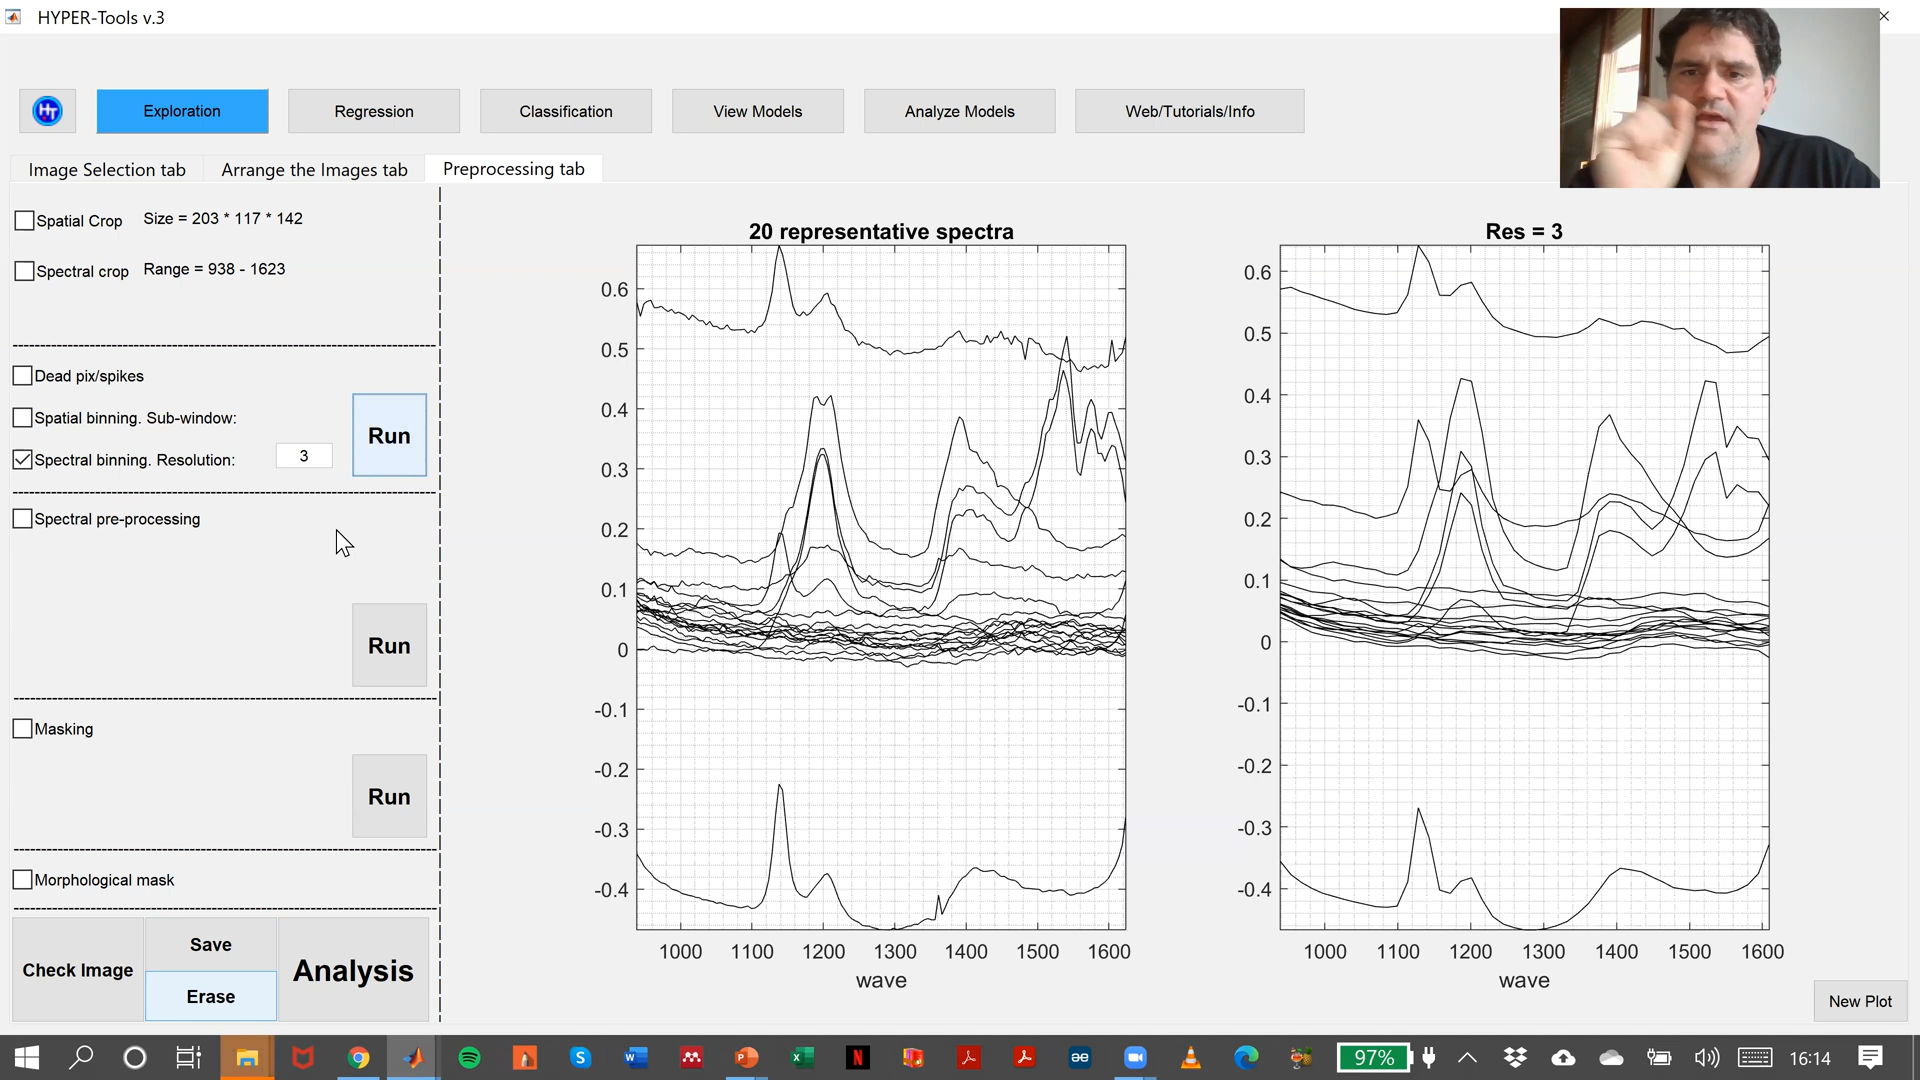 HYPER-Tools v.3
HT
Exploration
Regression
Classification
View Models
Analyze Models
Web/Tutorials/Info
Image Selection tab
Arrange the Images tab
Preprocessing tab
Spatial Crop
Size = 203 * 117 * 142
Spectral crop
Range = 938 - 1623
Dead pix/spikes
Spatial binning. Sub-window:
Spectral binning. Resolution:
3
Run
Spectral pre-processing
Run
Masking
Run
Morphological mask
Check Image
Save
Erase
Analysis
20 representative spectra
0.6
0.5
0.4
0.3
0.2
0.1
0
-0.1
-0.2
-0.3
-0.4
1000 1100 1200 1300 1400 1500 1600
wave
Res = 3
0.6
0.5
0.4
0.3
0.2
0.1
0
-0.1
-0.2
-0.3
-0.4
1000 1100 1200 1300 1400 1500 1600
wave
New Plot
97%
16:14